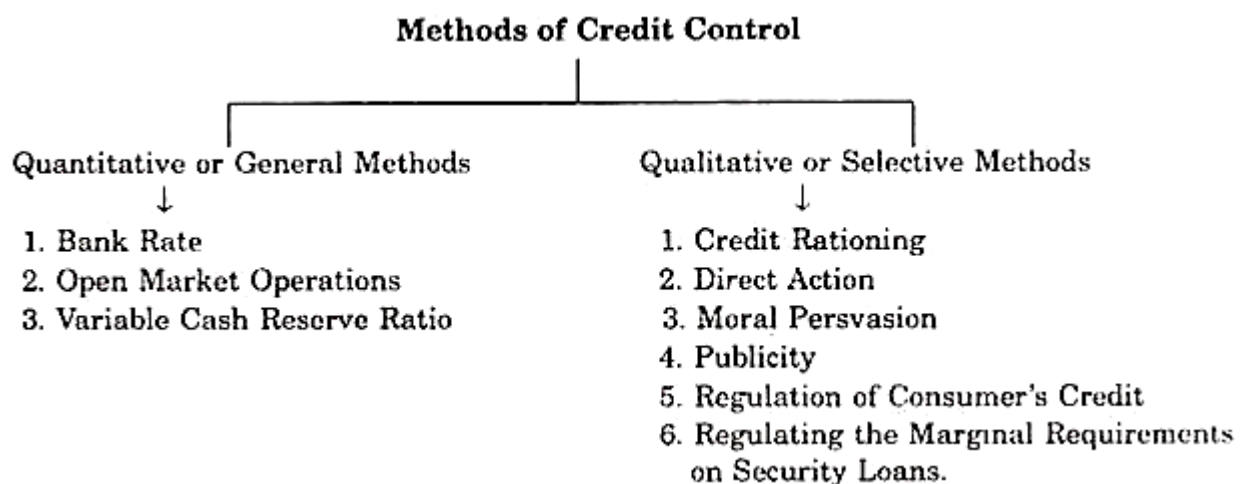 Methods of Credit Control
Quantitative or General Methods
↓
1. Bank Rate
2. Open Market Operations
3. Variable Cash Reserve Ratio
Qualitative or Selective Methods
↓
1. Credit Rationing
2. Direct Action
3. Moral Persvasion
4. Publicity
5. Regulation of Consumer's Credit
6. Regulating the Marginal Requirements
on Security Loans.